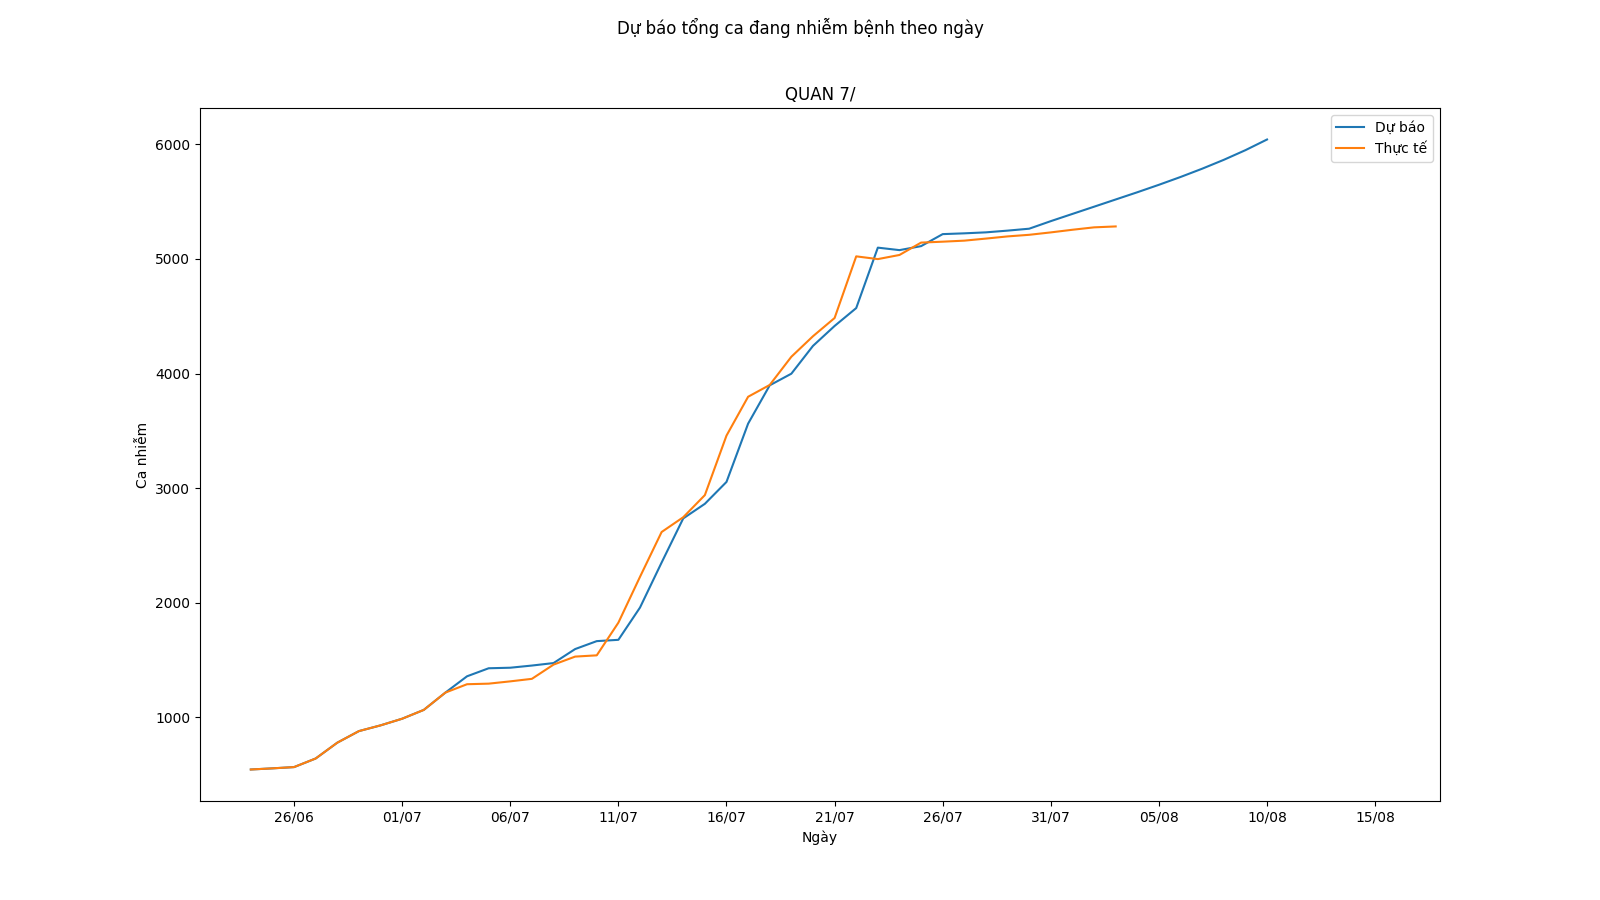 Dự báo tổng ca đang nhiễm bệnh theo ngày
QUAN 7/
Dự báo
Thực tế
6000
5000
4000
3000
2000
1000
Ca nhiễm
26/06
01/07
06/07
11/07
16/07
21/07
26/07
31/07
05/08
10/08
15/08
Ngày